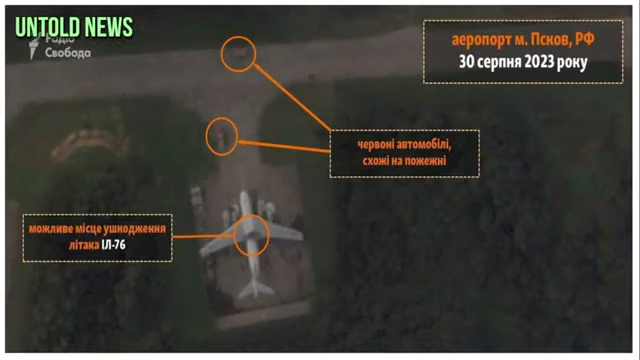 UNTOLD NEWS
Радіо
Свобода
аеропорт м. Псков, РФ
30 серпня 2023 року
червоні автомобілі,
схожі на пожежні
можливе місце ушкодження
літака ІЛ-76